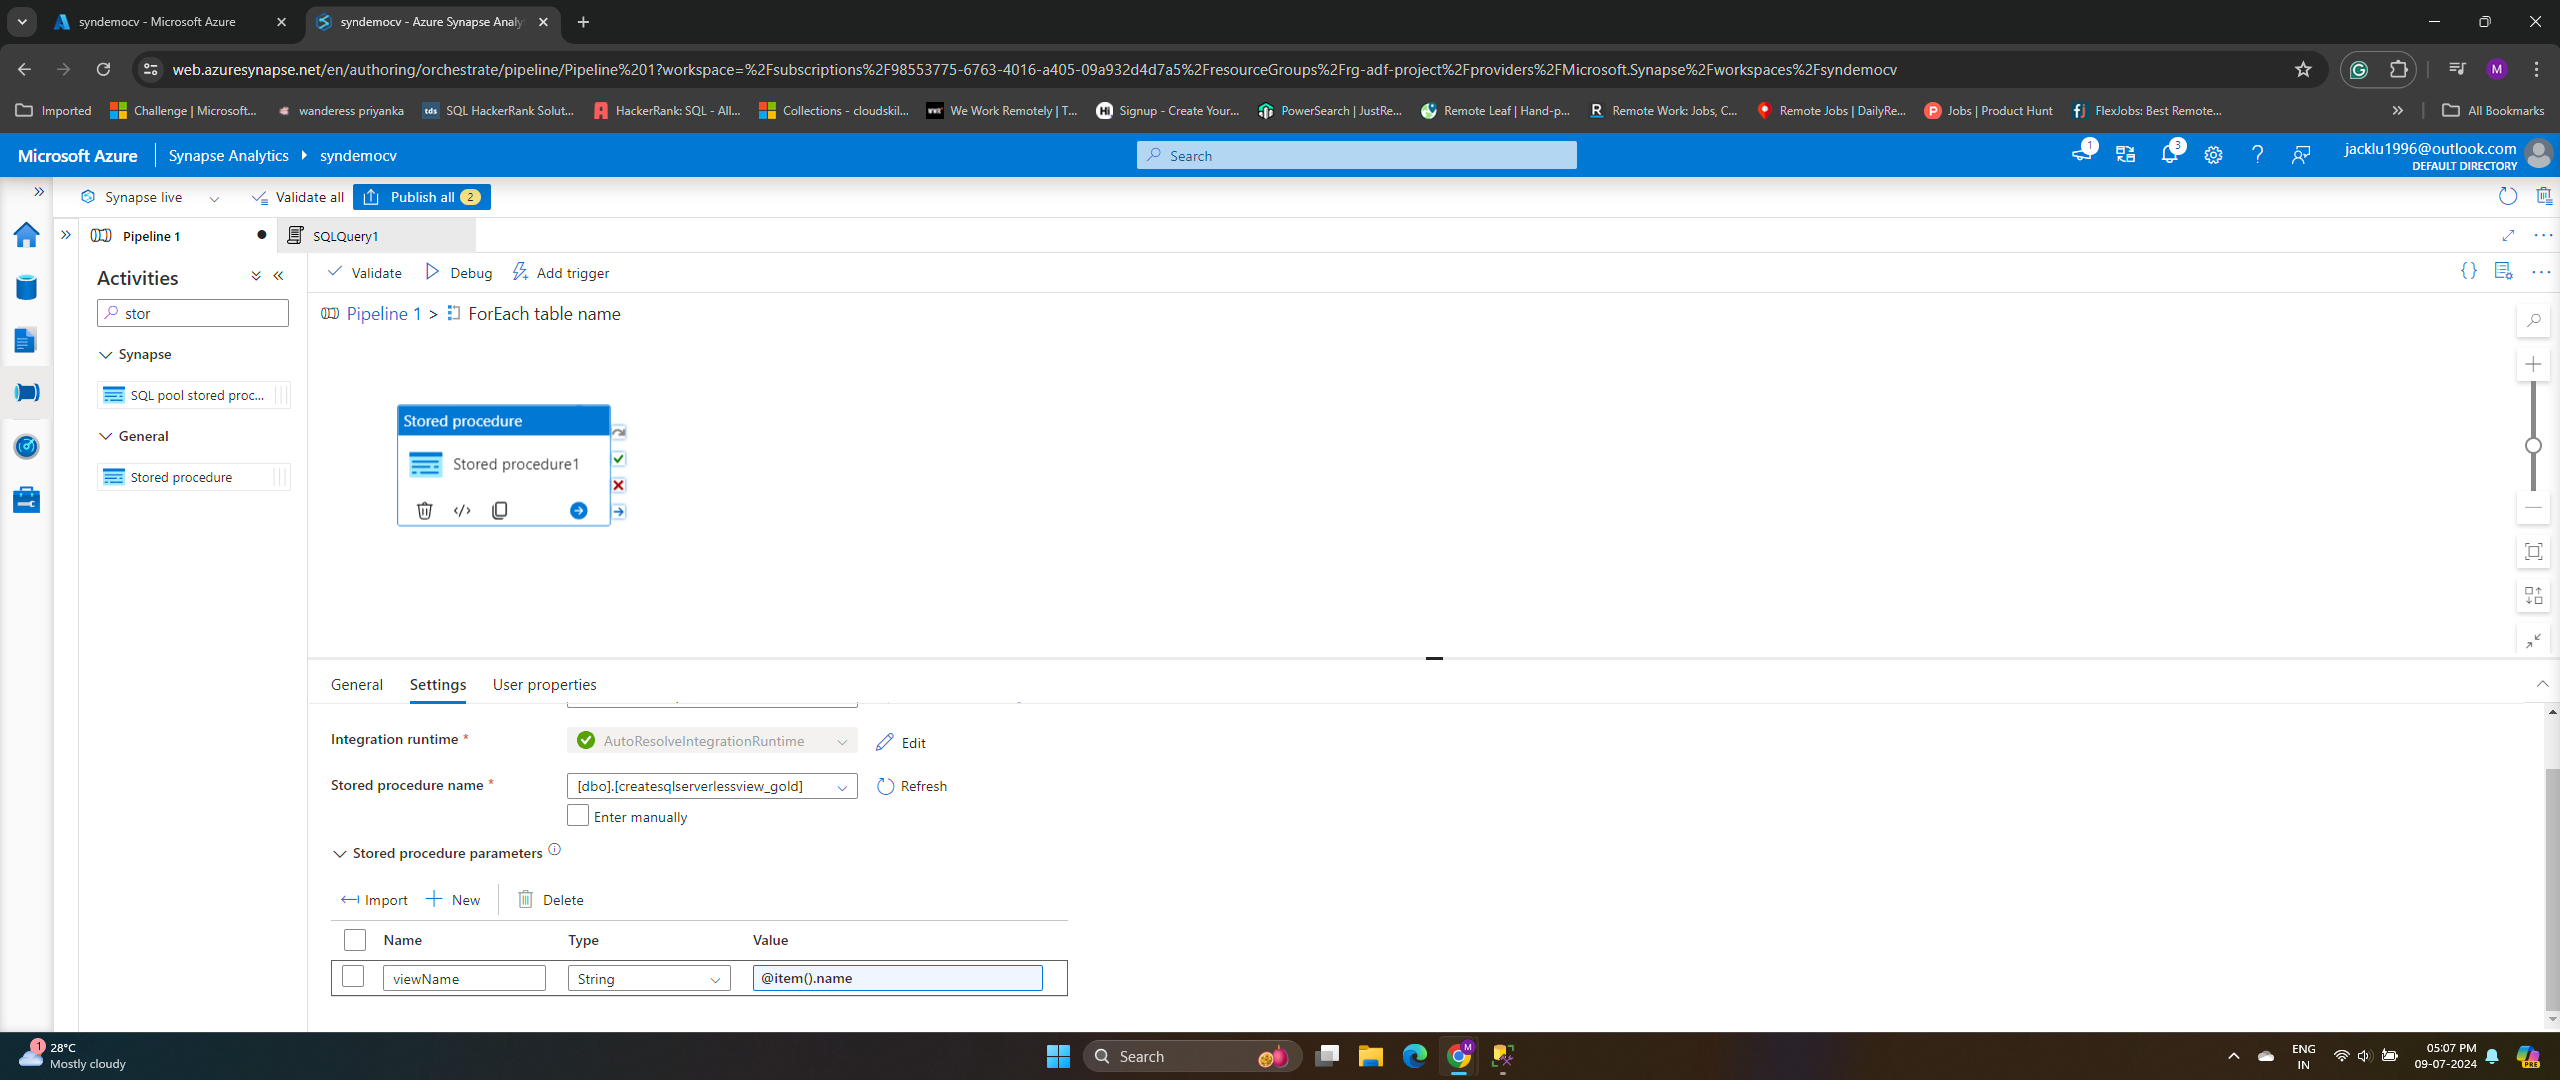 syndemocv - Microsoft Azure
syndemocv - Azure Synapse Analy
web.azuresynapse.net/en/authoring/orchestrate/pipeline/Pipeline%201?workspace=%2Fsubscriptions%2F98553775-6763-4016-a405-09a932d4d7a5%2FresourceGroups%2Frg-adf-project%2Fproviders%2FMicrosoft.Synapse%2Fworkspaces%2Fsyndemocv
M
Imported
Challenge | Microsoft...
wanderess priyanka
tds SQL HackerRank Solut...
HackerRank: SQL - All...
Collections - cloudskil...
We Work Remotely | T...
Signup - Create Your...
PowerSearch | JustRe...
Remote Leaf | Hand-p...
R Remote Work: Jobs, C...
Remote Jobs | DailyRe...
Jobs | Product Hunt
FlexJobs: Best Remote...
All Bookmarks
Microsoft Azure
Synapse Analytics
syndemocv
Search
1
3
jacklu1996@outlook.com
DEFAULT DIRECTORY
Synapse live
Validate all
Publish all 2
Pipeline 1
SQLQuery1
Activities
Validate
Debug
Add trigger
stor
Pipeline 1 > ForEach table name
Synapse
SQL pool stored proc...
General
Stored procedure
Stored procedure
Stored procedure1
General
Settings
User properties
Integration runtime *
AutoResolveIntegrationRuntime
Edit
Stored procedure name *
[dbo].[createsqlserverlessview_gold]
Refresh
Enter manually
Stored procedure parameters
Import
New
Delete
Name Type Value
viewName String @item().name
1
28°C
Mostly cloudy
Search
M
ENG
IN
05:07 PM
09-07-2024
PRE